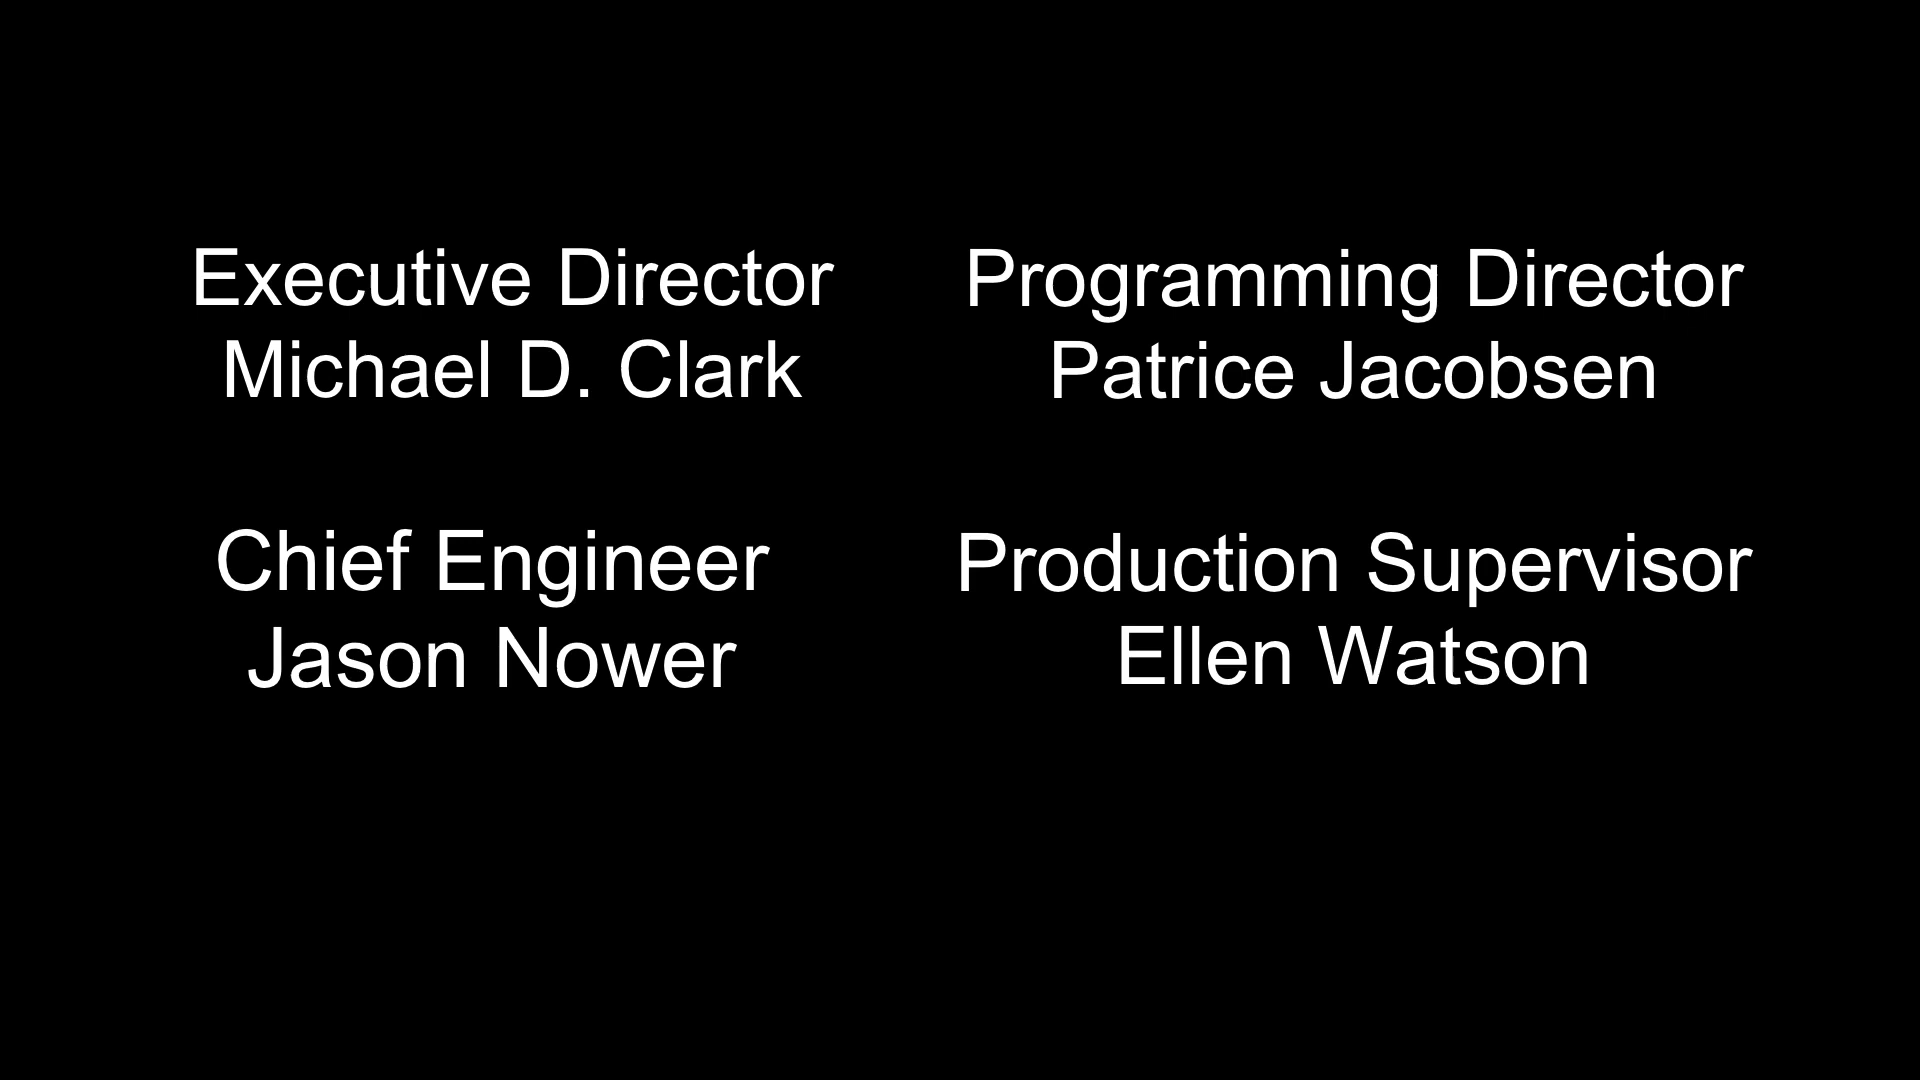 Executive Director
Michael D. Clark
Programming Director
Patrice Jacobsen
Chief Engineer
Jason Nower
Production Supervisor
Ellen Watson